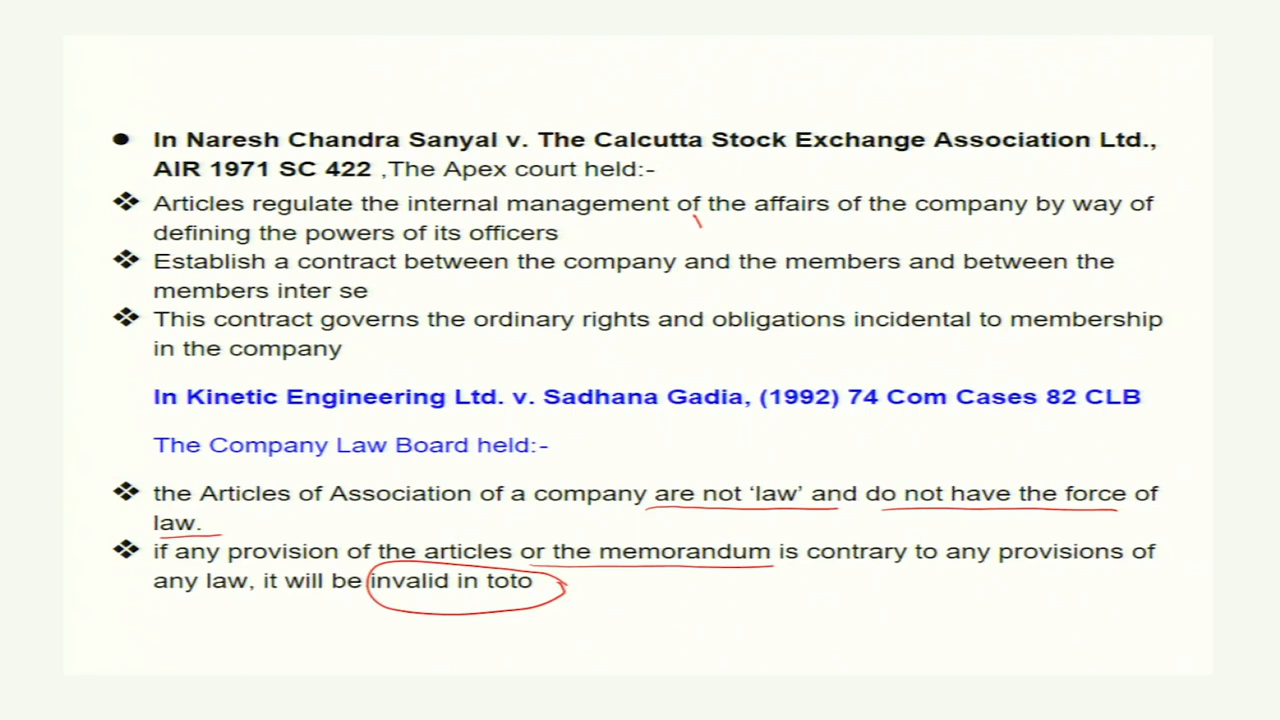 ● In Naresh Chandra Sanyal v. The Calcutta Stock Exchange Association Ltd.,
AIR 1971 SC 422 ,The Apex court held:-
❖ Articles regulate the internal management of the affairs of the company by way of
defining the powers of its officers
❖ Establish a contract between the company and the members and between the
members inter se
❖ This contract governs the ordinary rights and obligations incidental to membership
in the company
In Kinetic Engineering Ltd. v. Sadhana Gadia, (1992) 74 Com Cases 82 CLB
The Company Law Board held:-
❖ the Articles of Association of a company are not ‘law’ and do not have the force of
law.
❖ if any provision of the articles or the memorandum is contrary to any provisions of
any law, it will be invalid in toto